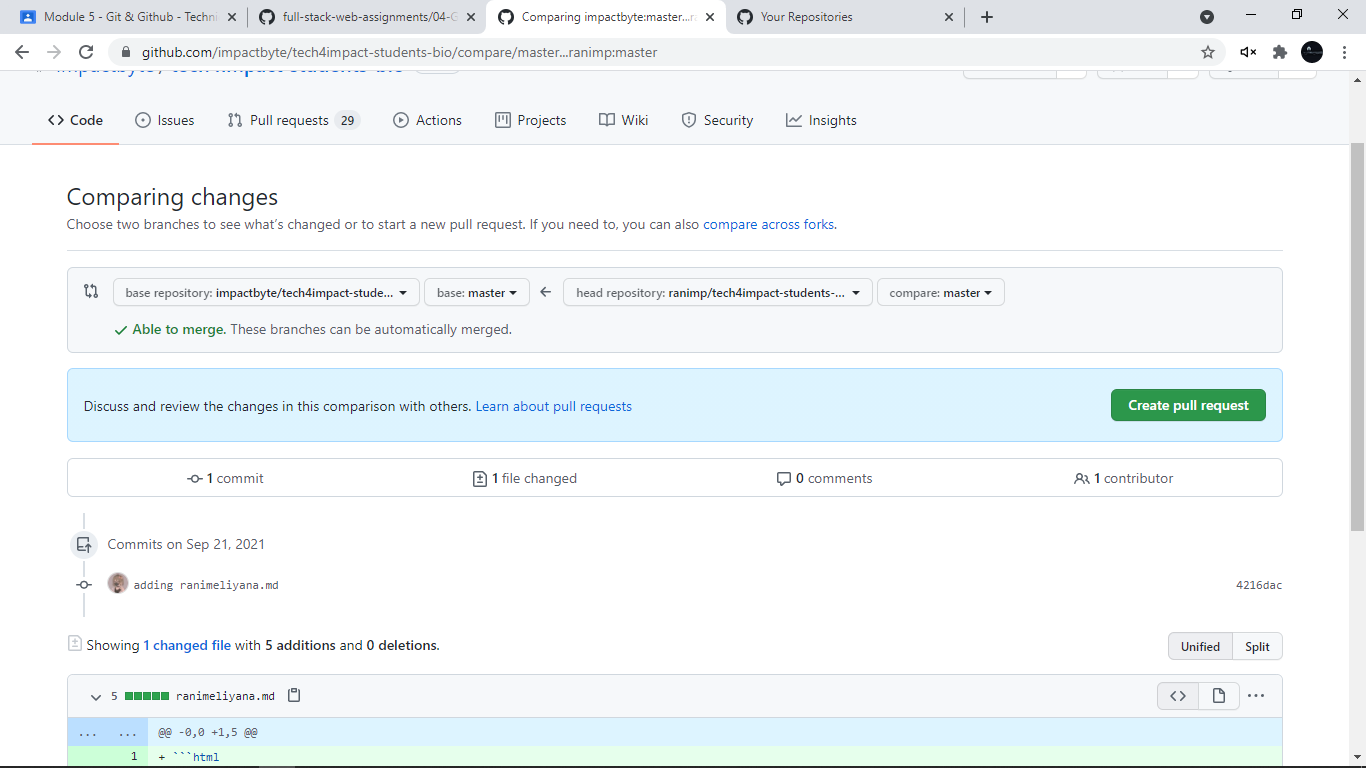 Module 5 - Git & Github - Techni
full-stack-web-assignments/04-G
Comparing impactbyte:master...ra
Your Repositories
github.com/impactbyte/tech4impact-students-bio/compare/master...ranimp:master
Code
Issues
Pull requests 29
Actions
Projects
Wiki
Security
Insights
Comparing changes
Choose two branches to see what's changed or to start a new pull request. If you need to, you can also compare across forks.
base repository: impactbyte/tech4impact-stude...
base: master
head repository: ranimp/tech4impact-students-...
compare: master
Able to merge. These branches can be automatically merged.
Discuss and review the changes in this comparison with others. Learn about pull requests
Create pull request
1 commit
1 file changed
0 comments
1 contributor
Commits on Sep 21, 2021
adding ranimeliyana.md
4216dac
Showing 1 changed file with 5 additions and 0 deletions.
Unified
Split
5 ranimeliyana.md
... ... @@ -0,0 +1,5 @@
1 + ```html